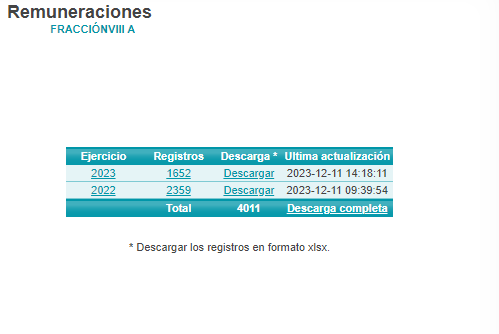 Remuneraciones
FRACCIÓNVIII A
Ejercicio Registros Descarga * Ultima actualización
2023 1652 Descargar 2023-12-11 14:18:11
2022 2359 Descargar 2023-12-11 09:39:54
Total 4011 Descarga completa
* Descargar los registros en formato xlsx.